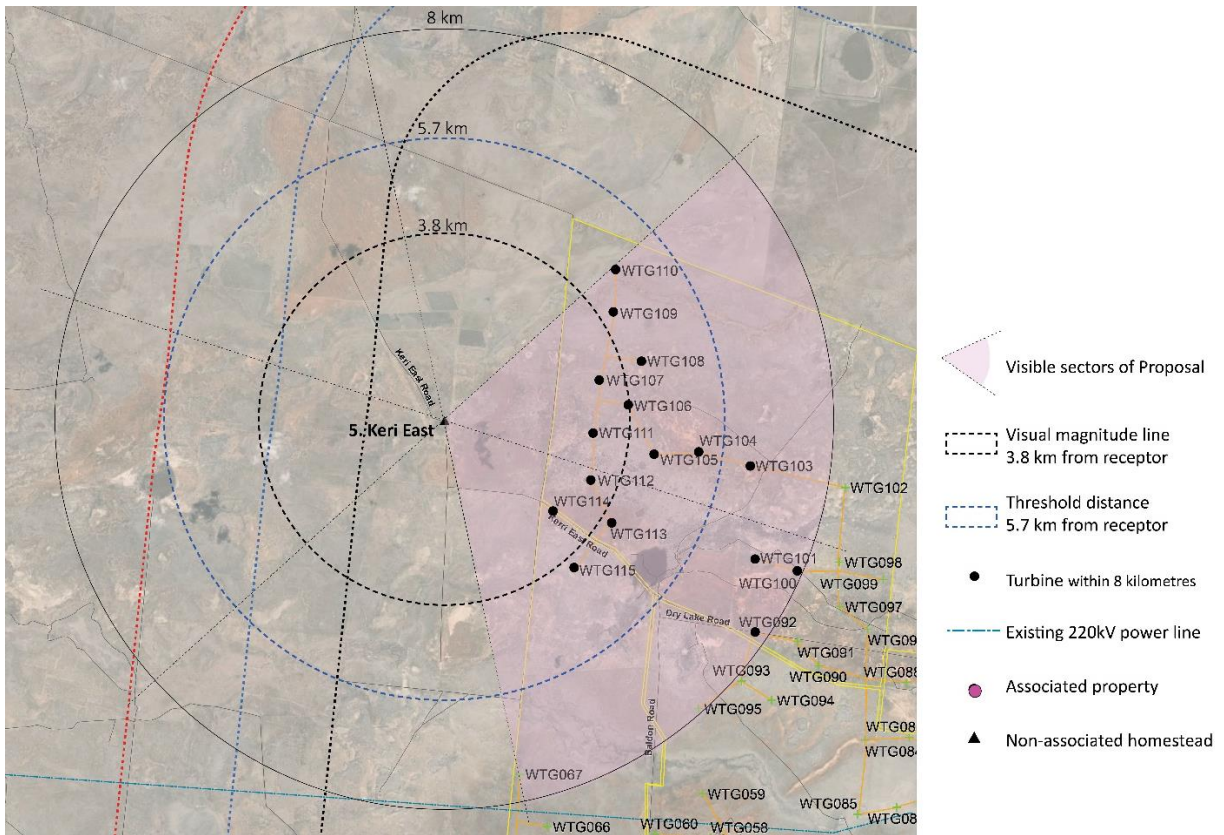 8 km
5.7 km
3.8 km
WTG110
WTG109
WTG108
WTG107
WTG106
Keri East Road
5. Keri East
WTG111
WTG104
WTG105
WTG103
WTG112
WTG102
WTG114
WTG113
Kerri East Road
WTG101
WTG098
WTG115
WTG100
WTG099
WTG097
Dry Lake Road
WTG092
WTG091
WTG093
WTG090
WTG088
WTG095
WTG094
Baldon Road
WTG084
WTG067
WTG059
WTG085
WTG066
WTG060
WTG058
Visible sectors of Proposal
Visual magnitude line
3.8 km from receptor
Threshold distance
5.7 km from receptor
Turbine within 8 kilometres
Existing 220kV power line
Associated property
Non-associated homestead